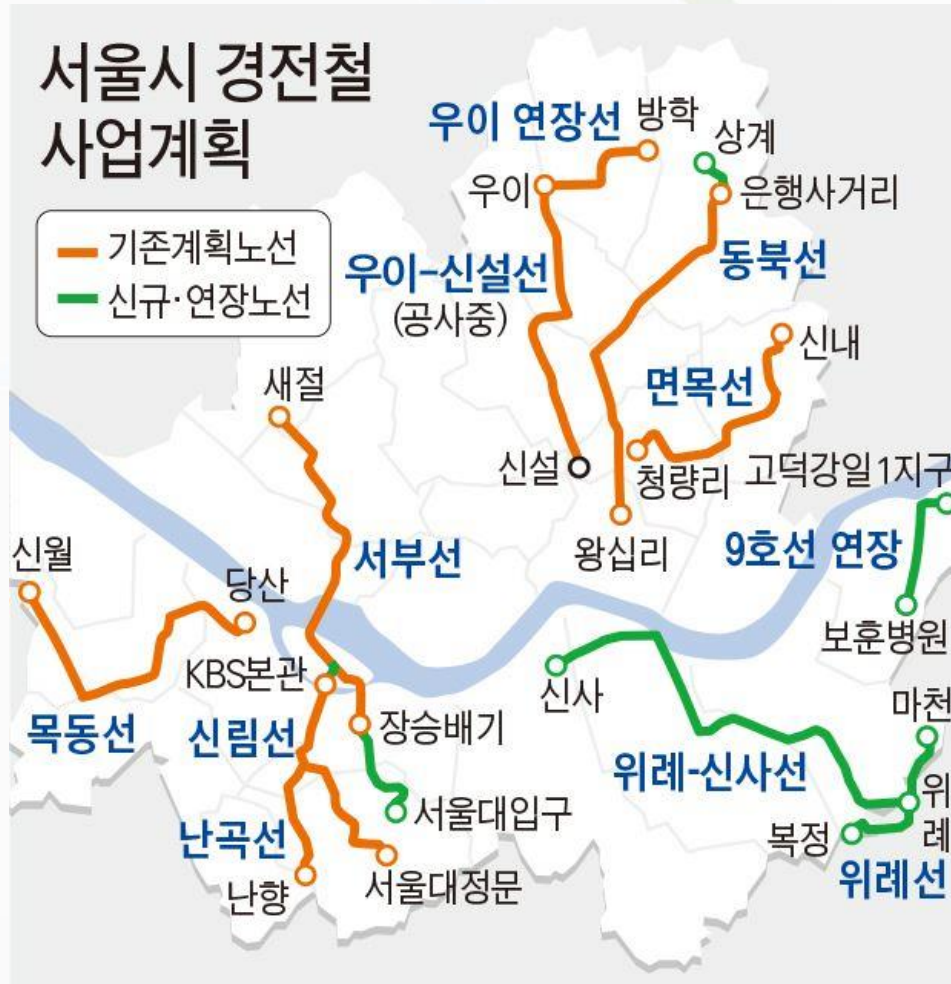 서울시 경전철
사업계획
기존계획노선
신규·연장노선
우이 연장선
방학
상계
우이
은행사거리
우이-신설선
(공사중)
동북선
신내
면목선
새절
신설
청량리
고덕강일1지구
왕십리
9호선 연장
서부선
신월
당산
보훈병원
KBS본관
신사
마천
목동선
신림선
장승배기
위례-신사선
위
례
서울대입구
복정
난곡선
위례선
난향
서울대정문